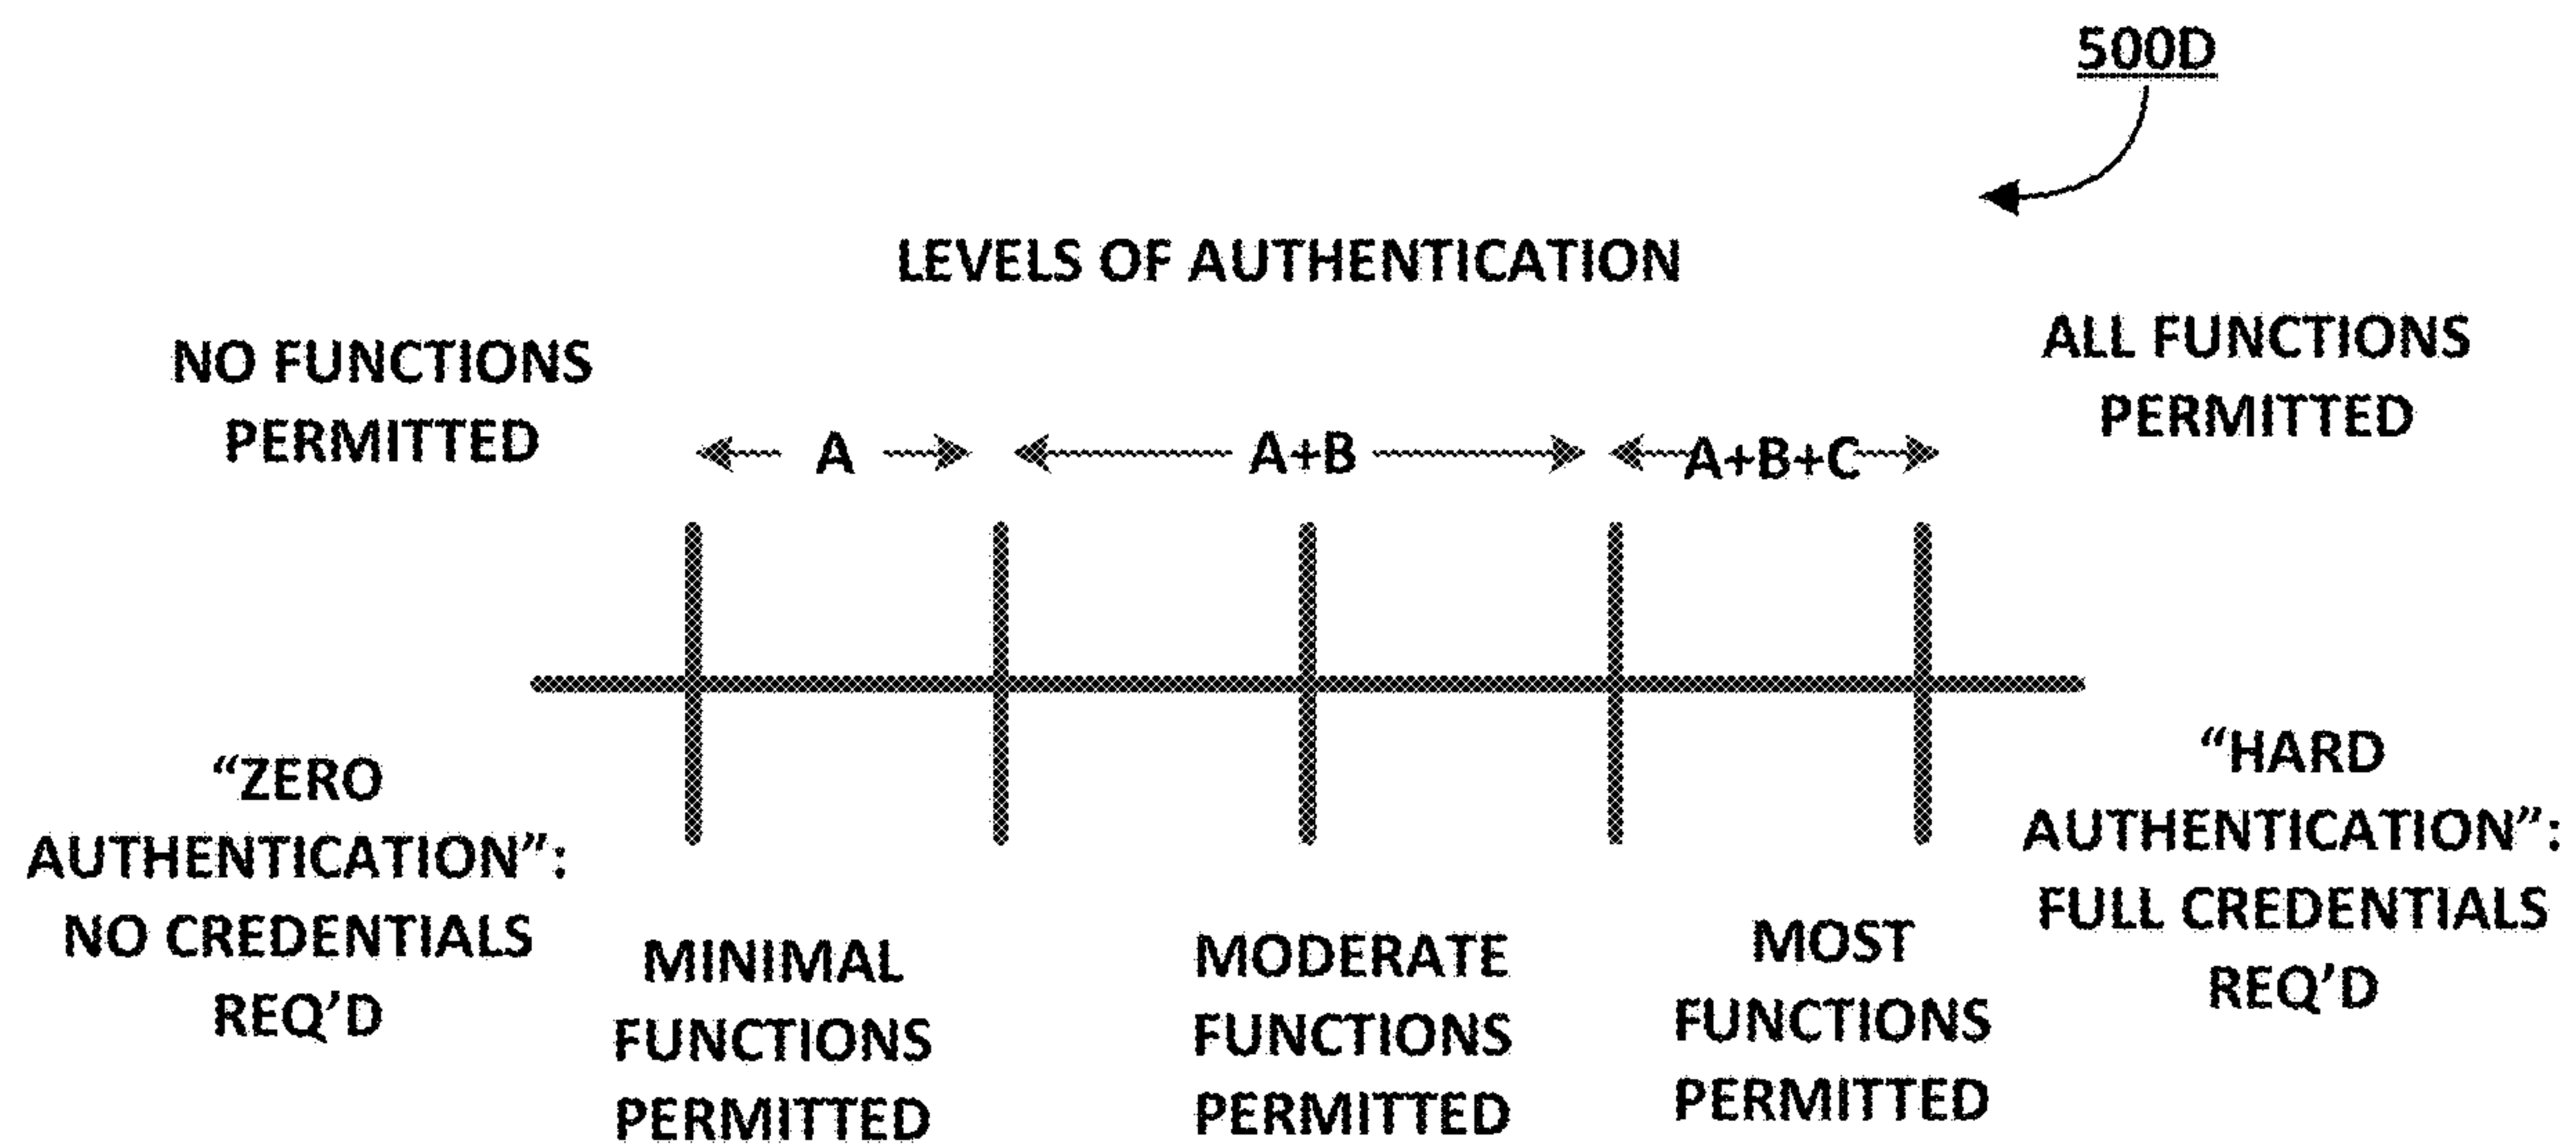 500D
LEVELS OF AUTHENTICATION
NO FUNCTIONS
PERMITTED
ALL FUNCTIONS
PERMITTED
A
A+B
A+B+C
“ZERO
AUTHENTICATION”:
NO CREDENTIALS
REQ’D
MINIMAL
FUNCTIONS
PERMITTED
MODERATE
FUNCTIONS
PERMITTED
MOST
FUNCTIONS
PERMITTED
“HARD
AUTHENTICATION”:
FULL CREDENTIALS
REQ’D